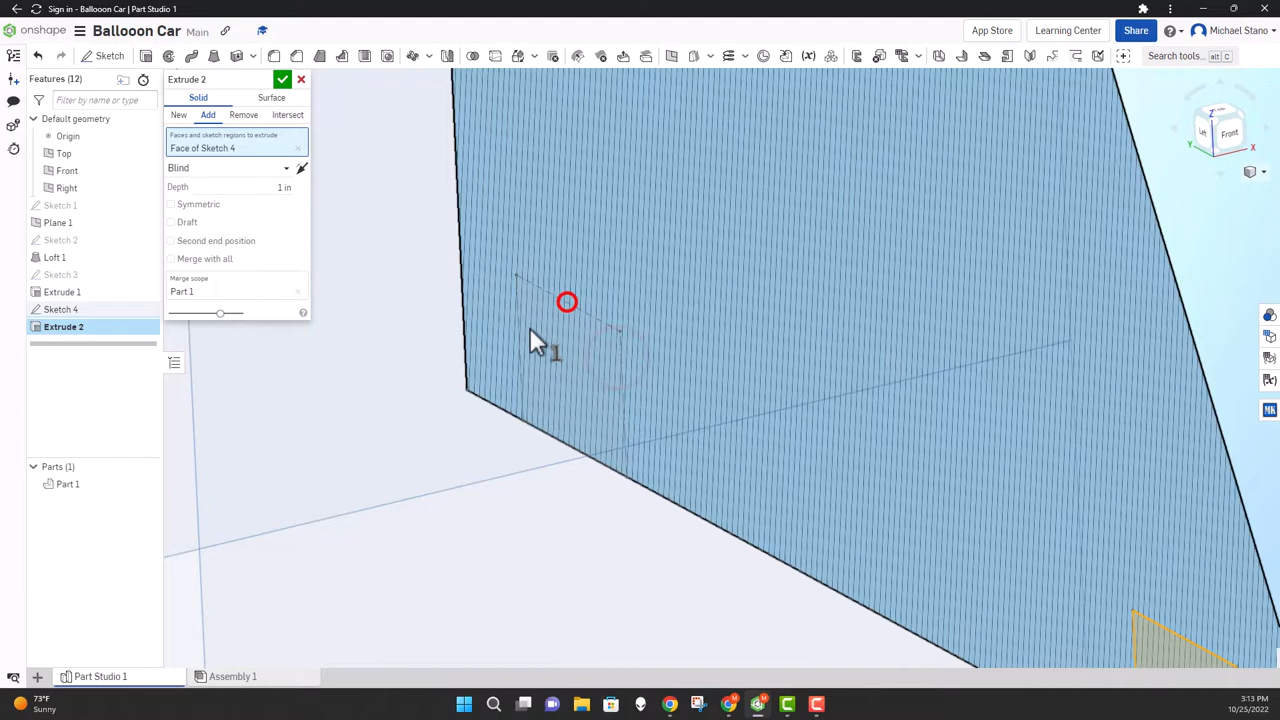 Sign in - Ballooon Car | Part Studio 1
onshape
Ballooon Car
Main
App Store
Learning Center
Share
Michael Stano
Sketch
Search tools...
alt
C
Features (12)
Filter by name or type
Default geometry
Origin
Top
Front
Right
Sketch 1
Plane 1
Sketch 2
Loft 1
Sketch 3
Extrude 1
Sketch 4
Extrude 2
Parts (1)
Part 1
Extrude 2
Solid
Surface
New
Add
Remove
Intersect
Faces and sketch regions to extrude
Face of Sketch 4
Blind
Depth
1 in
Symmetric
Draft
Second end position
Merge with all
Merge scope
Part 1
1
Z
Left
Front
Y
X
MK
Part Studio 1
Assembly 1
73°F
Sunny
3:13 PM
10/25/2022